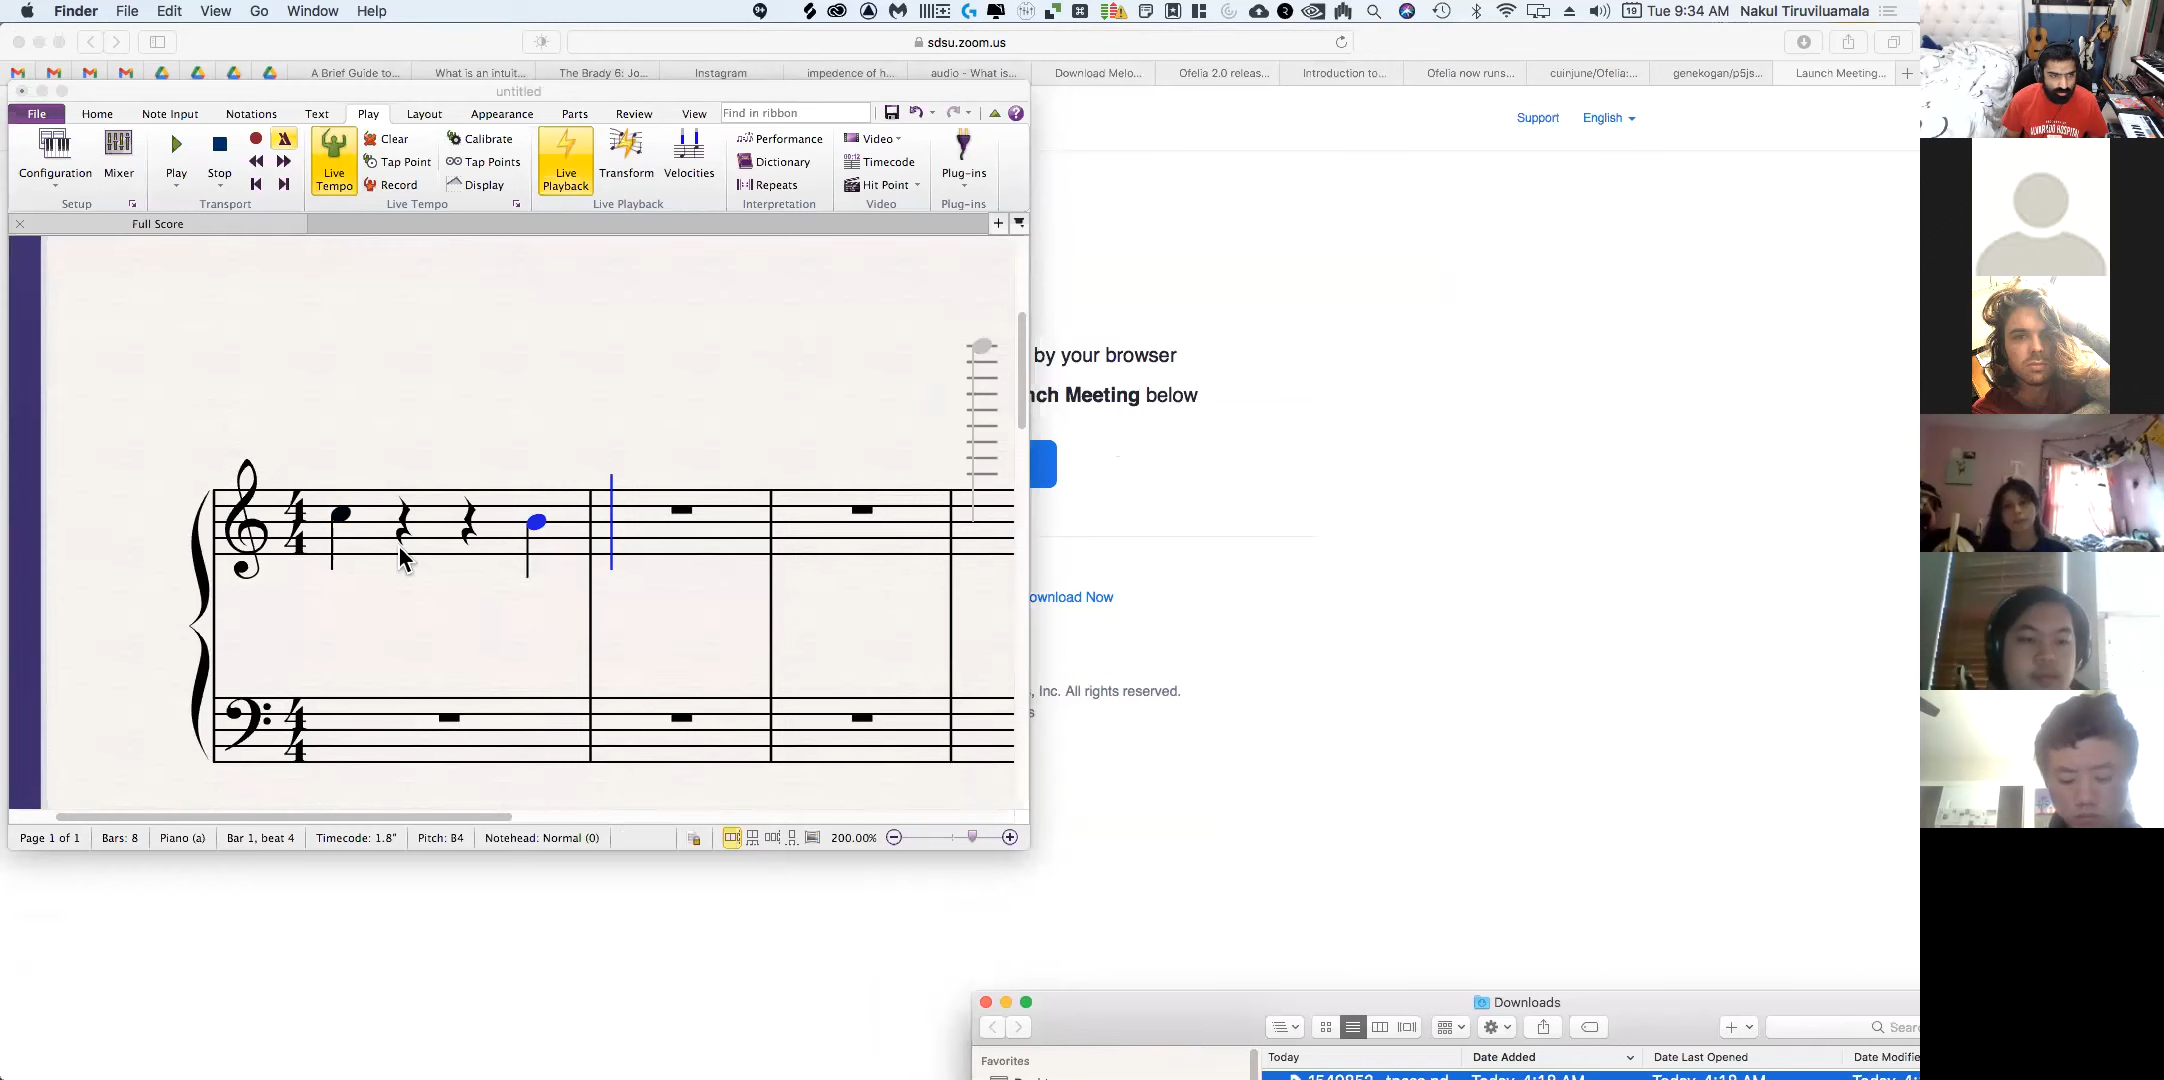 Finder File Edit View Go Window Help 9+ 19 Tue 9:34 AM Nakul Tiruviluamala
sdsu.zoom.us
A Brief Guide to... What is an intuit... The Brady 6: Jo... Instagram impedence of h... audio - What is... Download Melo... Ofelia 2.0 releas... Introduction to... Ofelia now runs... cuinjune/Ofelia:... genekogan/p5js... Launch Meeting...
untitled
File Home Note Input Notations Text Play Layout Appearance Parts Review View Find in ribbon
Configuration Mixer Play Stop Live Tempo Clear Tap Point Record Calibrate Tap Points Display Live Playback Transform Velocities Performance Dictionary Repeats Video Timecode Hit Point Plug-ins
Setup Transport Live Tempo Live Playback Interpretation Video Plug-ins
Full Score
Support English
by your browser
nch Meeting below
ownload Now
, Inc. All rights reserved.
s
4
4
4
4
Page 1 of 1 Bars: 8 Piano (a) Bar 1, beat 4 Timecode: 1.8" Pitch: B4 Notehead: Normal (0) 200.00%
Downloads
Searc
Favorites Today Date Added Date Last Opened Date Modifie